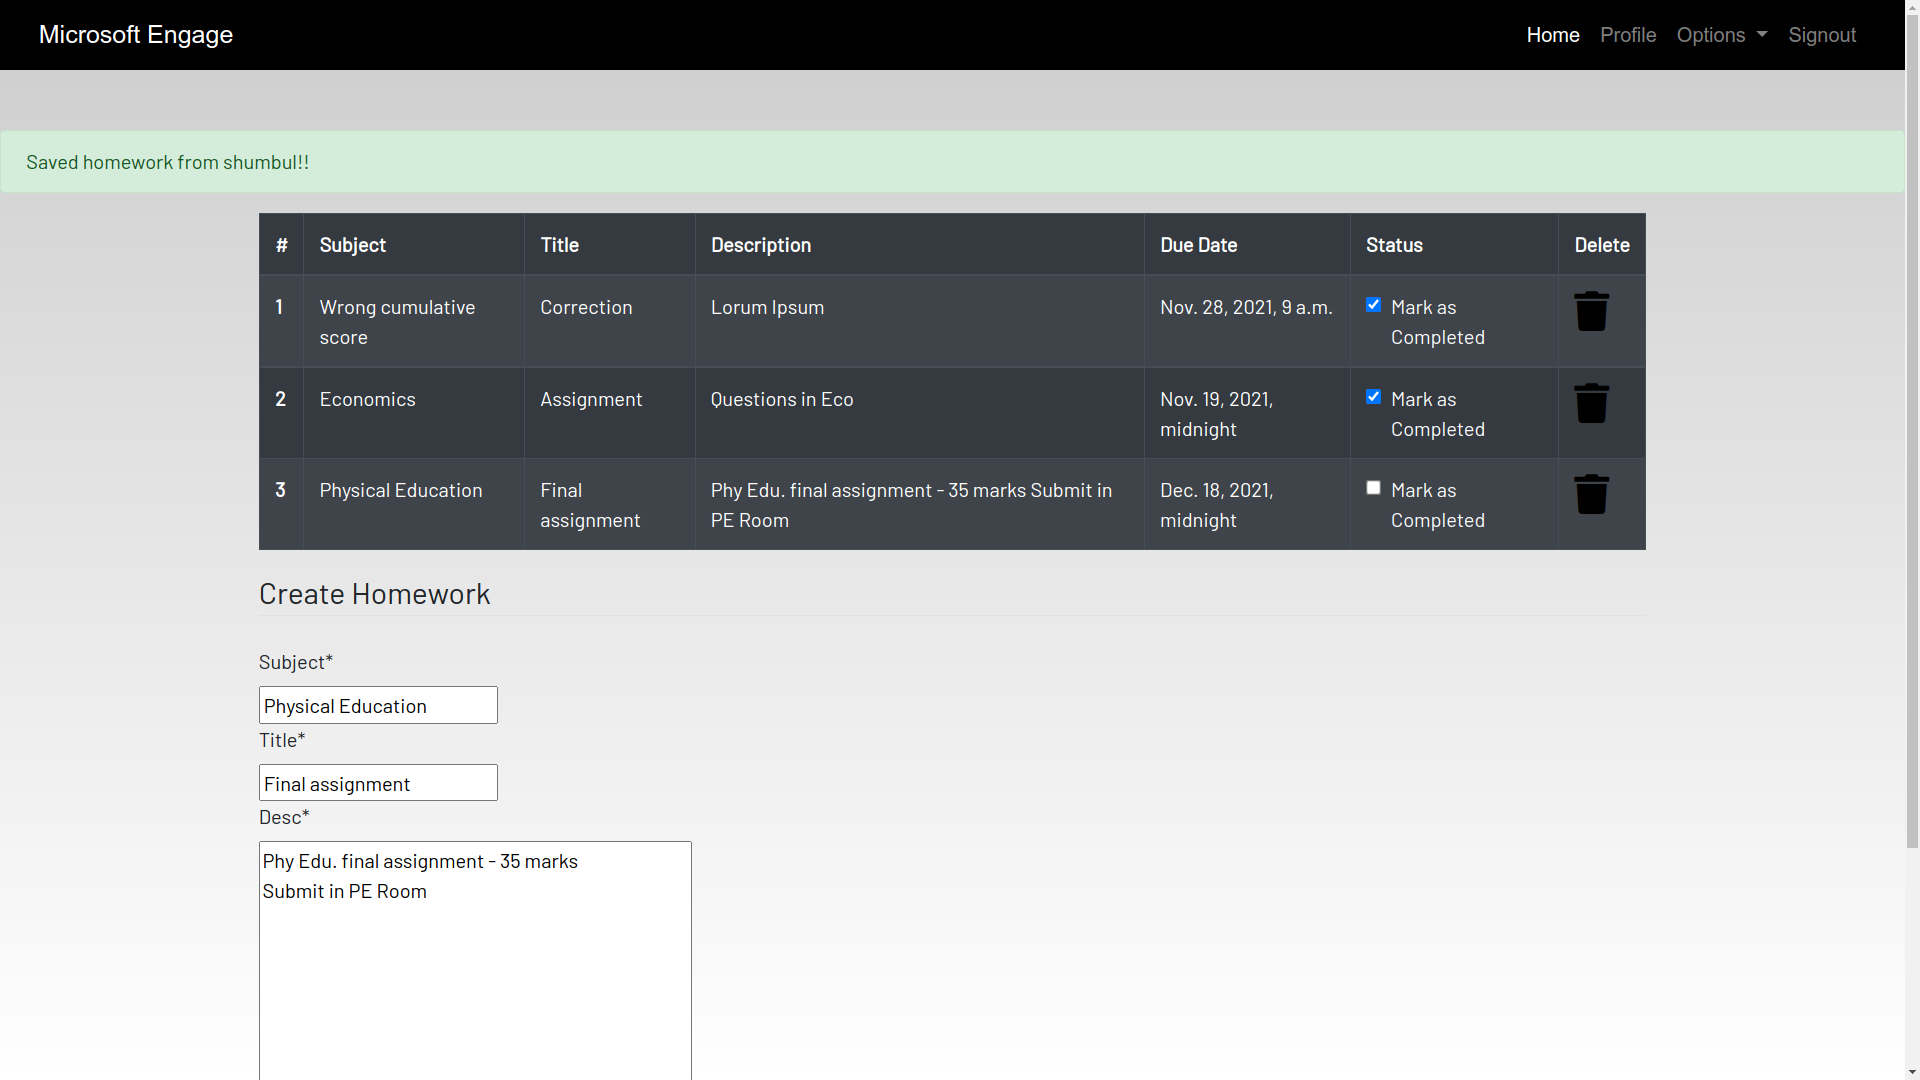 Microsoft Engage
Home Profile Options Signout
Saved homework from shumbul!!
# Subject Title Description Due Date Status Delete
1 Wrong cumulative score Correction Lorum Ipsum Nov. 28, 2021, 9 a.m. Mark as Completed
2 Economics Assignment Questions in Eco Nov. 19, 2021, midnight Mark as Completed
3 Physical Education Final assignment Phy Edu. final assignment - 35 marks Submit in PE Room Dec. 18, 2021, midnight Mark as Completed
Create Homework
Subject*
Physical Education
Title*
Final assignment
Desc*
Phy Edu. final assignment - 35 marks
Submit in PE Room